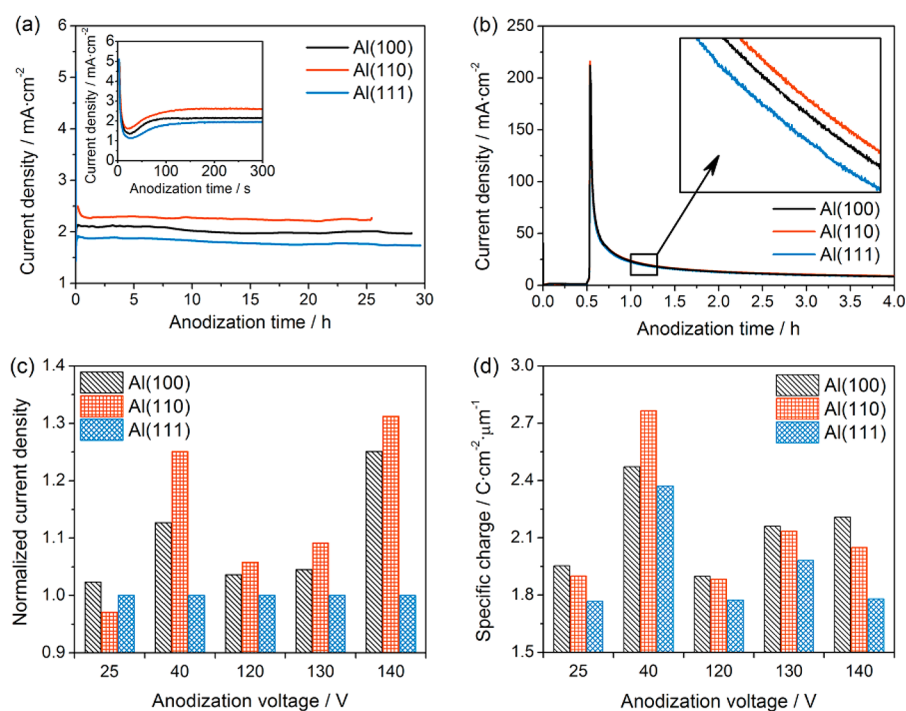 (a)
Current density / mA·cm⁻²
6
5
4
3
2
1
0 5 10 15 20 25 30
Anodization time / h
Al(100)
Al(110)
Al(111)
Current density / mA·cm⁻²
5
4
3
2
1
0
0 100 200 300
Anodization time / s
(b)
Current density / mA·cm⁻²
250
200
150
100
50
0
0.0 0.5 1.0 1.5 2.0 2.5 3.0 3.5 4.0
Anodization time / h
Al(100)
Al(110)
Al(111)
(c)
Normalized current density
1.4
1.3
1.2
1.1
1.0
0.9
25 40 120 130 140
Anodization voltage / V
Al(100)
Al(110)
Al(111)
(d)
Specific charge / C·cm⁻²·μm⁻¹
3.0
2.7
2.4
2.1
1.8
1.5
25 40 120 130 140
Anodization voltage / V
Al(100)
Al(110)
Al(111)